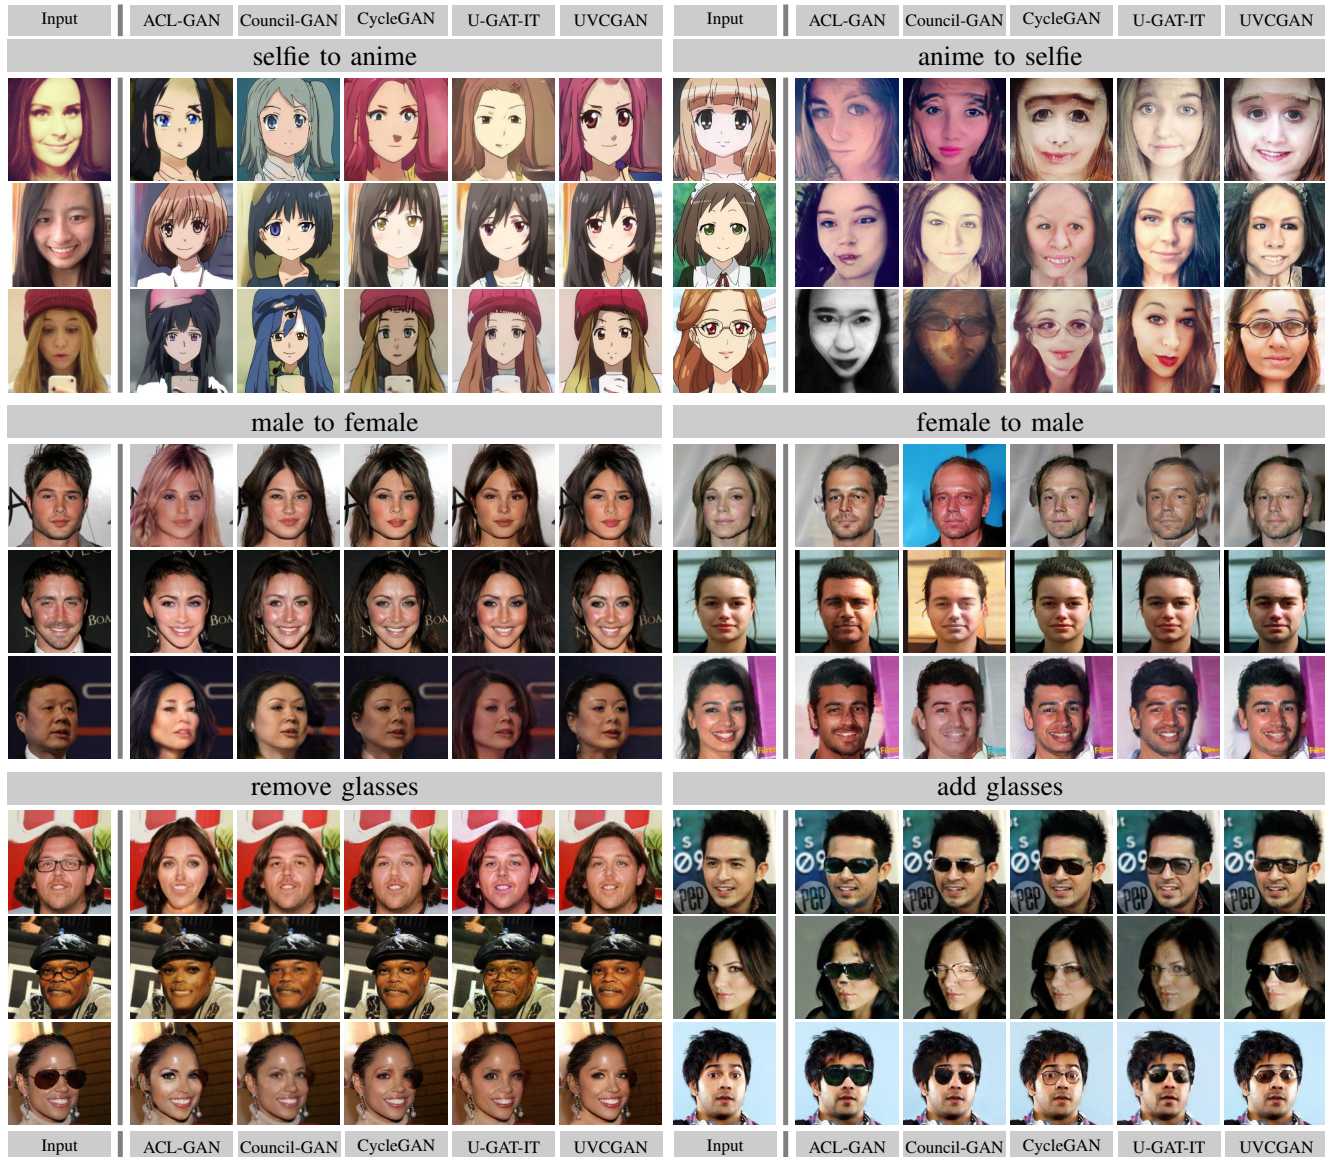 Input ACL-GAN Council-GAN CycleGAN U-GAT-IT UVCGAN Input ACL-GAN Council-GAN CycleGAN U-GAT-IT UVCGAN
selfie to anime anime to selfie
male to female female to male
remove glasses add glasses
Input ACL-GAN Council-GAN CycleGAN U-GAT-IT UVCGAN Input ACL-GAN Council-GAN CycleGAN U-GAT-IT UVCGAN